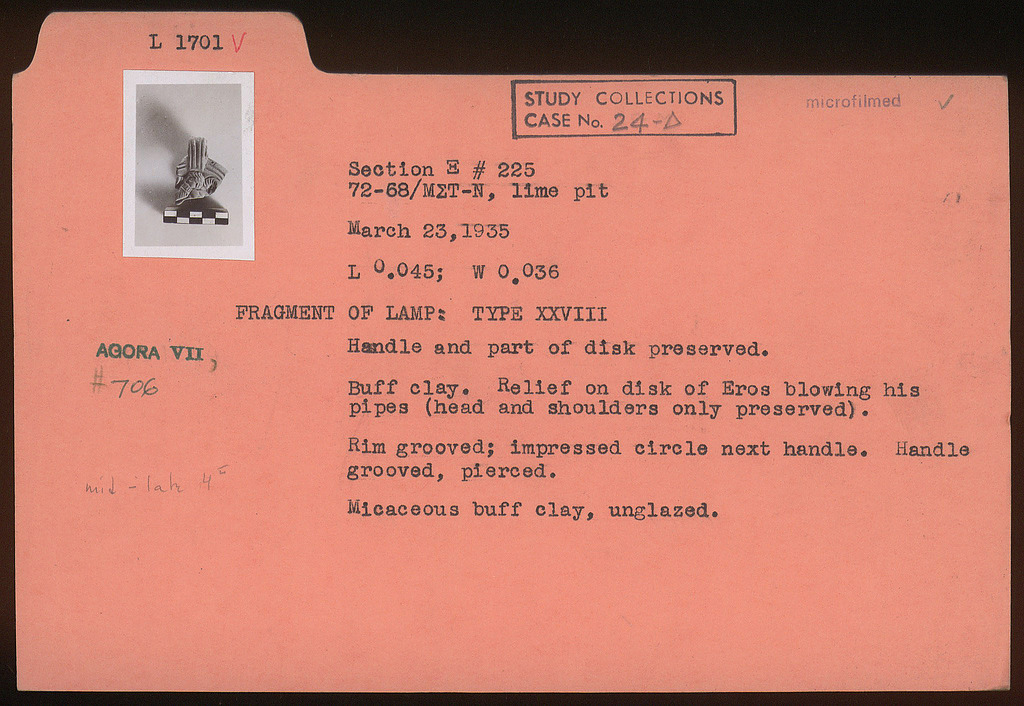 L 1701 √
STUDY COLLECTIONS
CASE No. 24-Δ
microfilmed ✓
Section Ξ # 225
72-68/ΜΣΤ-Ν, lime pit
March 23,1935
L 0.045; W 0.036
FRAGMENT OF LAMP: TYPE XXVIII
Handle and part of disk preserved.
AGORA VII,
#706
Buff clay. Relief on disk of Eros blowing his
pipes (head and shoulders only preserved).
Rim grooved; impressed circle next handle. Handle
grooved, pierced.
mid - late 4 c
Micaceous buff clay, unglazed.